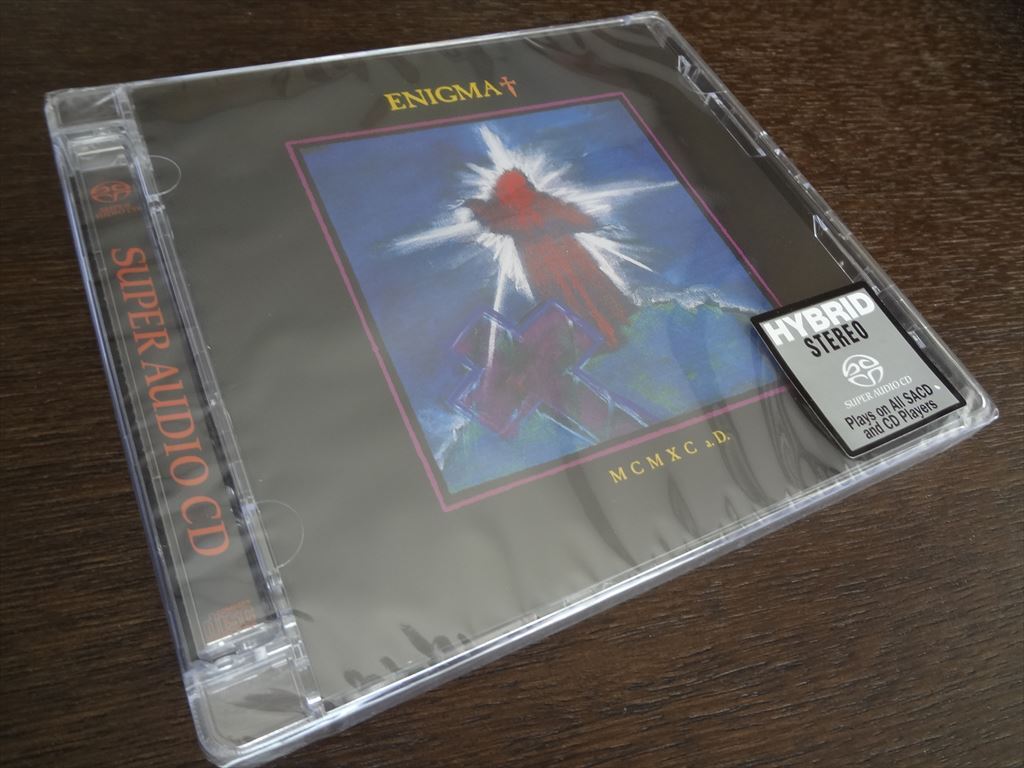 ENIGMA
MCMXC a.D.
SUPER AUDIO CD
HYBRID
STEREO
SUPER AUDIO CD
Plays on All SACD
and CD Players